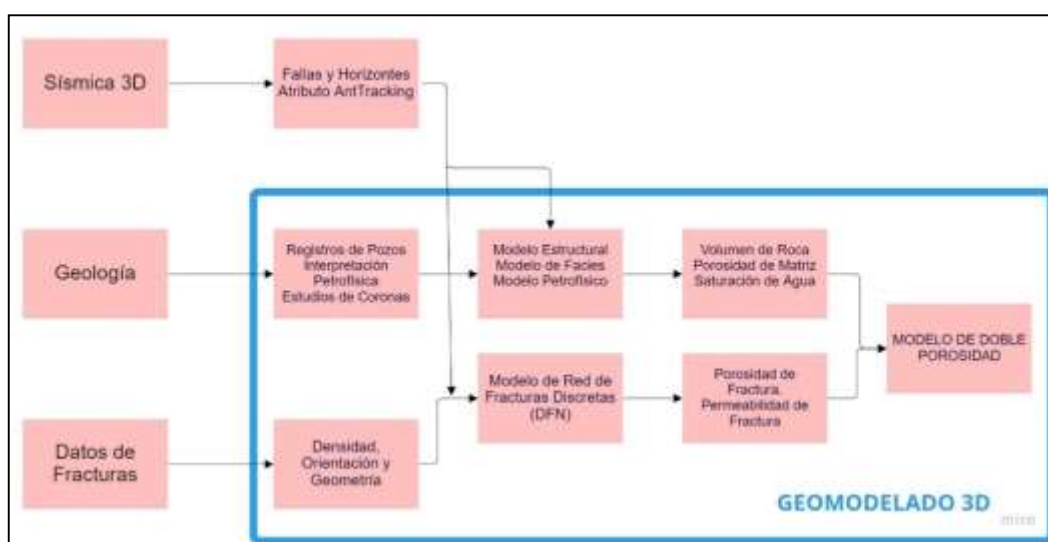 Sísmica 3D
Fallas y Horizontes
Atributo AntTracking
Geología
Registros de Pozos
Interpretación
Petrofísica
Estudios de Coronas
Modelo Estructural
Modelo de Facies
Modelo Petrofísico
Volumen de Roca
Porosidad de Matriz
Saturación de Agua
MODELO DE DOBLE
POROSIDAD
Datos de
Fracturas
Densidad,
Orientación y
Geometría
Modelo de Red de
Fracturas Discretas
(DFN)
Porosidad de
Fractura,
Permeabilidad de
Fractura
GEOMODELADO 3D
miro